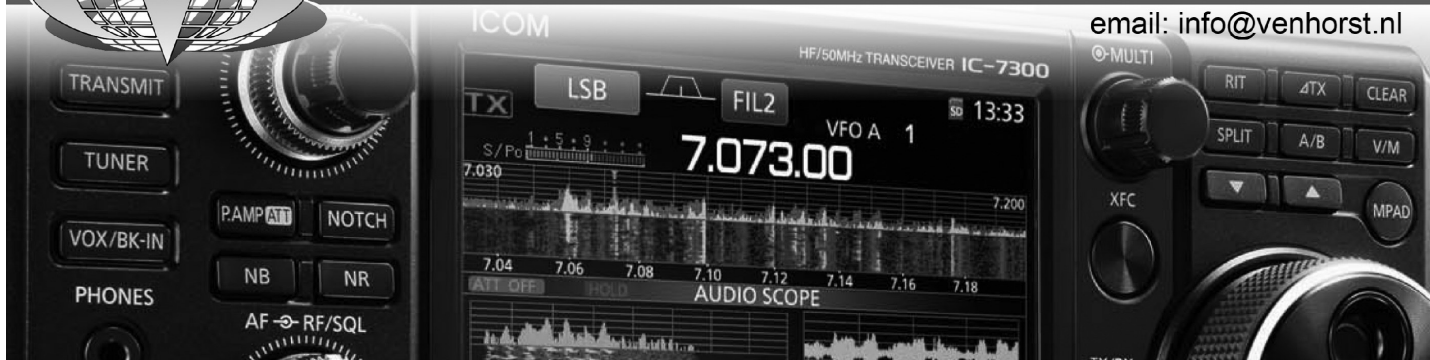 email: info@venhorst.nl
ICOM
HF/50MHz TRANSCEIVER IC-7300
TRANSMIT
TUNER
VOX/BK-IN
PHONES
P.AMP ATT
NOTCH
NB
NR
AF RF/SQL
TX
LSB
FIL2
SD 13:33
VFO A 1
S/Po 1 5 9
7.073.00
7.030
7.200
7.04 7.06 7.08 7.10 7.12 7.14 7.16 7.18
ATT OFF HOLD
AUDIO SCOPE
MULTI
XFC
RIT
⊿TX
CLEAR
SPLIT
A/B
V/M
MPAD